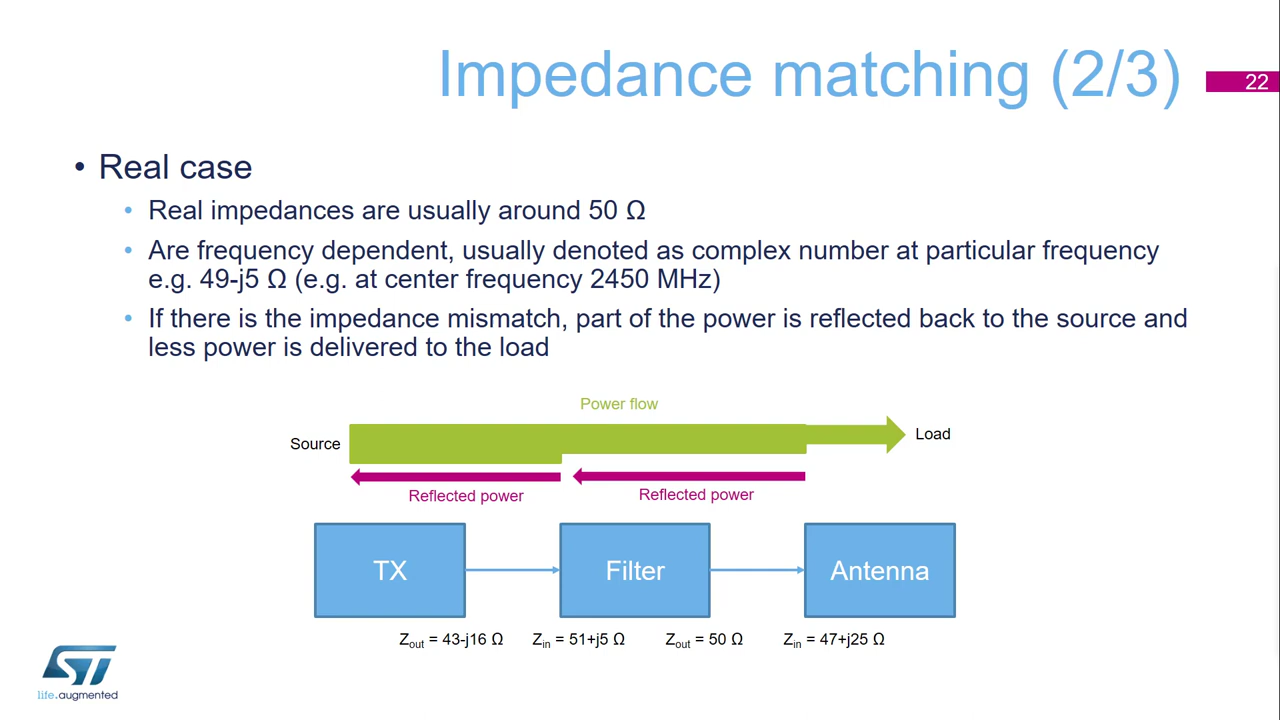 Impedance matching (2/3)
22
• Real case
• Real impedances are usually around 50 Ω
• Are frequency dependent, usually denoted as complex number at particular frequency
e.g. 49-j5 Ω (e.g. at center frequency 2450 MHz)
• If there is the impedance mismatch, part of the power is reflected back to the source and
less power is delivered to the load
Power flow
Source
Load
Reflected power
Reflected power
TX
Filter
Antenna
Zout = 43-j16 Ω
Zin = 51+j5 Ω
Zout = 50 Ω
Zin = 47+j25 Ω
ST
life.augmented